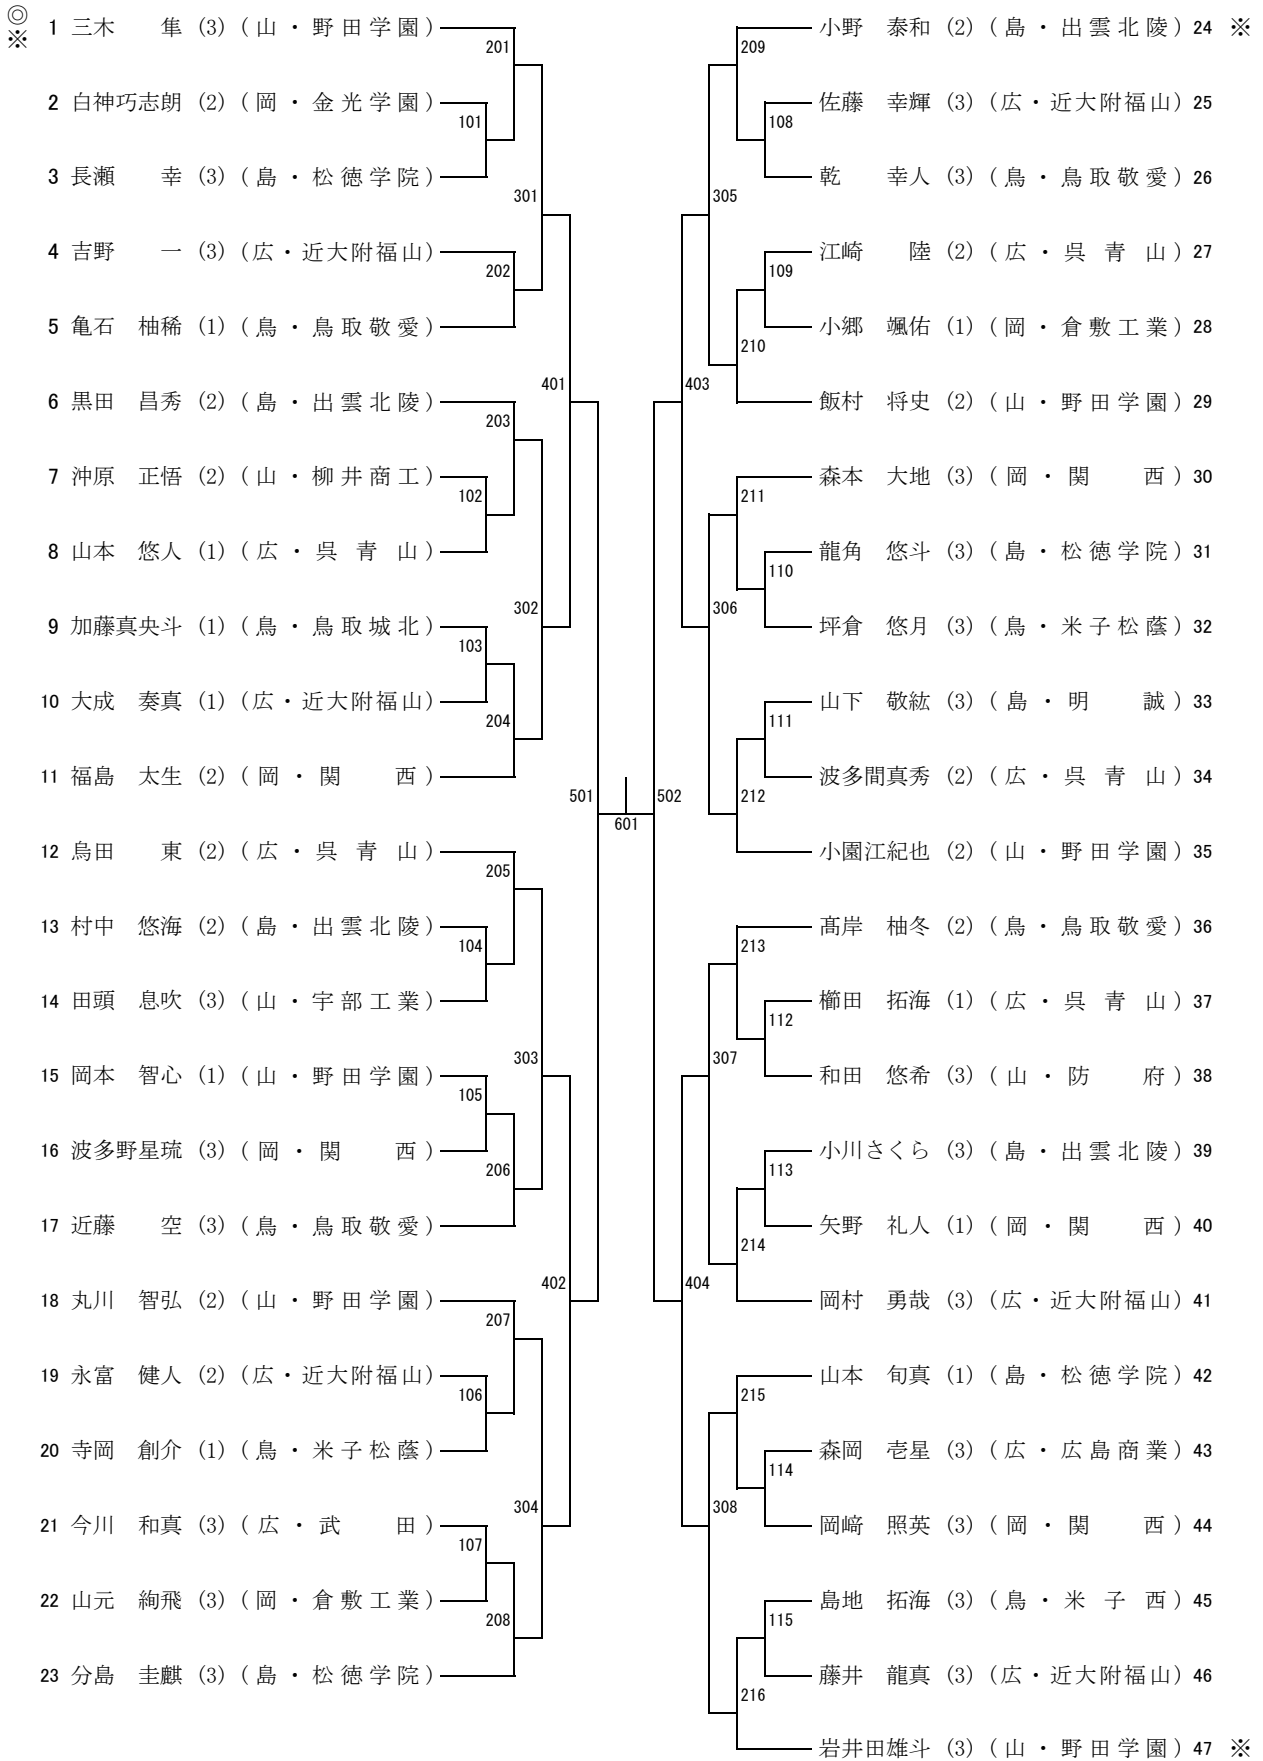 ◎
※
1 三木 隼 (3) (山・野田学園)
201
2 白神巧志朗 (2) (岡・金光学園)
101
3 長瀬 幸 (3) (島・松徳学院)
301
4 吉野 一 (3) (広・近大附福山)
202
5 亀石 柚稀 (1) (鳥・鳥取敬愛)
401
6 黒田 昌秀 (2) (島・出雲北陵)
203
7 沖原 正悟 (2) (山・柳井商工)
102
8 山本 悠人 (1) (広・呉青山)
302
9 加藤真央斗 (1) (鳥・鳥取城北)
103
10 大成 奏真 (1) (広・近大附福山)
204
11 福島 太生 (2) (岡・関西)
501
12 烏田 東 (2) (広・呉青山)
205
13 村中 悠海 (2) (島・出雲北陵)
104
14 田頭 息吹 (3) (山・宇部工業)
303
15 岡本 智心 (1) (山・野田学園)
105
16 波多野星琉 (3) (岡・関西)
206
17 近藤 空 (3) (鳥・鳥取敬愛)
402
18 丸川 智弘 (2) (山・野田学園)
207
19 永富 健人 (2) (広・近大附福山)
106
20 寺岡 創介 (1) (鳥・米子松蔭)
304
21 今川 和真 (3) (広・武田)
107
22 山元 絢飛 (3) (岡・倉敷工業)
208
23 分島 圭麒 (3) (島・松徳学院)
601
小野 泰和 (2) (島・出雲北陵) 24 ※
209
佐藤 幸輝 (3) (広・近大附福山) 25
108
乾 幸人 (3) (鳥・鳥取敬愛) 26
305
江崎 陸 (2) (広・呉青山) 27
109
小郷 颯佑 (1) (岡・倉敷工業) 28
210
403
飯村 将史 (2) (山・野田学園) 29
森本 大地 (3) (岡・関西) 30
211
龍角 悠斗 (3) (島・松徳学院) 31
110
306
坪倉 悠月 (3) (鳥・米子松蔭) 32
山下 敬紘 (3) (島・明誠) 33
111
波多間真秀 (2) (広・呉青山) 34
502
212
小園江紀也 (2) (山・野田学園) 35
髙岸 柚冬 (2) (鳥・鳥取敬愛) 36
213
櫛田 拓海 (1) (広・呉青山) 37
112
307
和田 悠希 (3) (山・防府) 38
小川さくら (3) (島・出雲北陵) 39
113
矢野 礼人 (1) (岡・関西) 40
214
404
岡村 勇哉 (3) (広・近大附福山) 41
山本 旬真 (1) (島・松徳学院) 42
215
森岡 壱星 (3) (広・広島商業) 43
114
308
岡﨑 照英 (3) (岡・関西) 44
島地 拓海 (3) (鳥・米子西) 45
115
藤井 龍真 (3) (広・近大附福山) 46
216
岩井田雄斗 (3) (山・野田学園) 47 ※